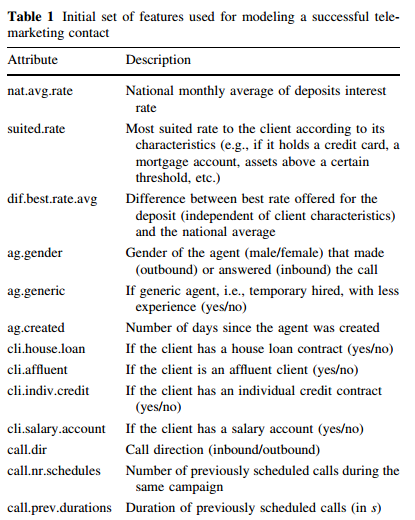 Table 1 Initial set of features used for modeling a successful tele-
marketing contact
Attribute Description
nat.avg.rate National monthly average of deposits interest
rate
suited.rate Most suited rate to the client according to its
characteristics (e.g., if it holds a credit card, a
mortgage account, assets above a certain
threshold, etc.)
dif.best.rate.avg Difference between best rate offered for the
deposit (independent of client characteristics)
and the national average
ag.gender Gender of the agent (male/female) that made
(outbound) or answered (inbound) the call
ag.generic If generic agent, i.e., temporary hired, with less
experience (yes/no)
ag.created Number of days since the agent was created
cli.house.loan If the client has a house loan contract (yes/no)
cli.affluent If the client is an affluent client (yes/no)
cli.indiv.credit If the client has an individual credit contract
(yes/no)
cli.salary.account If the client has a salary account (yes/no)
call.dir Call direction (inbound/outbound)
call.nr.schedules Number of previously scheduled calls during the
same campaign
call.prev.durations Duration of previously scheduled calls (in s)